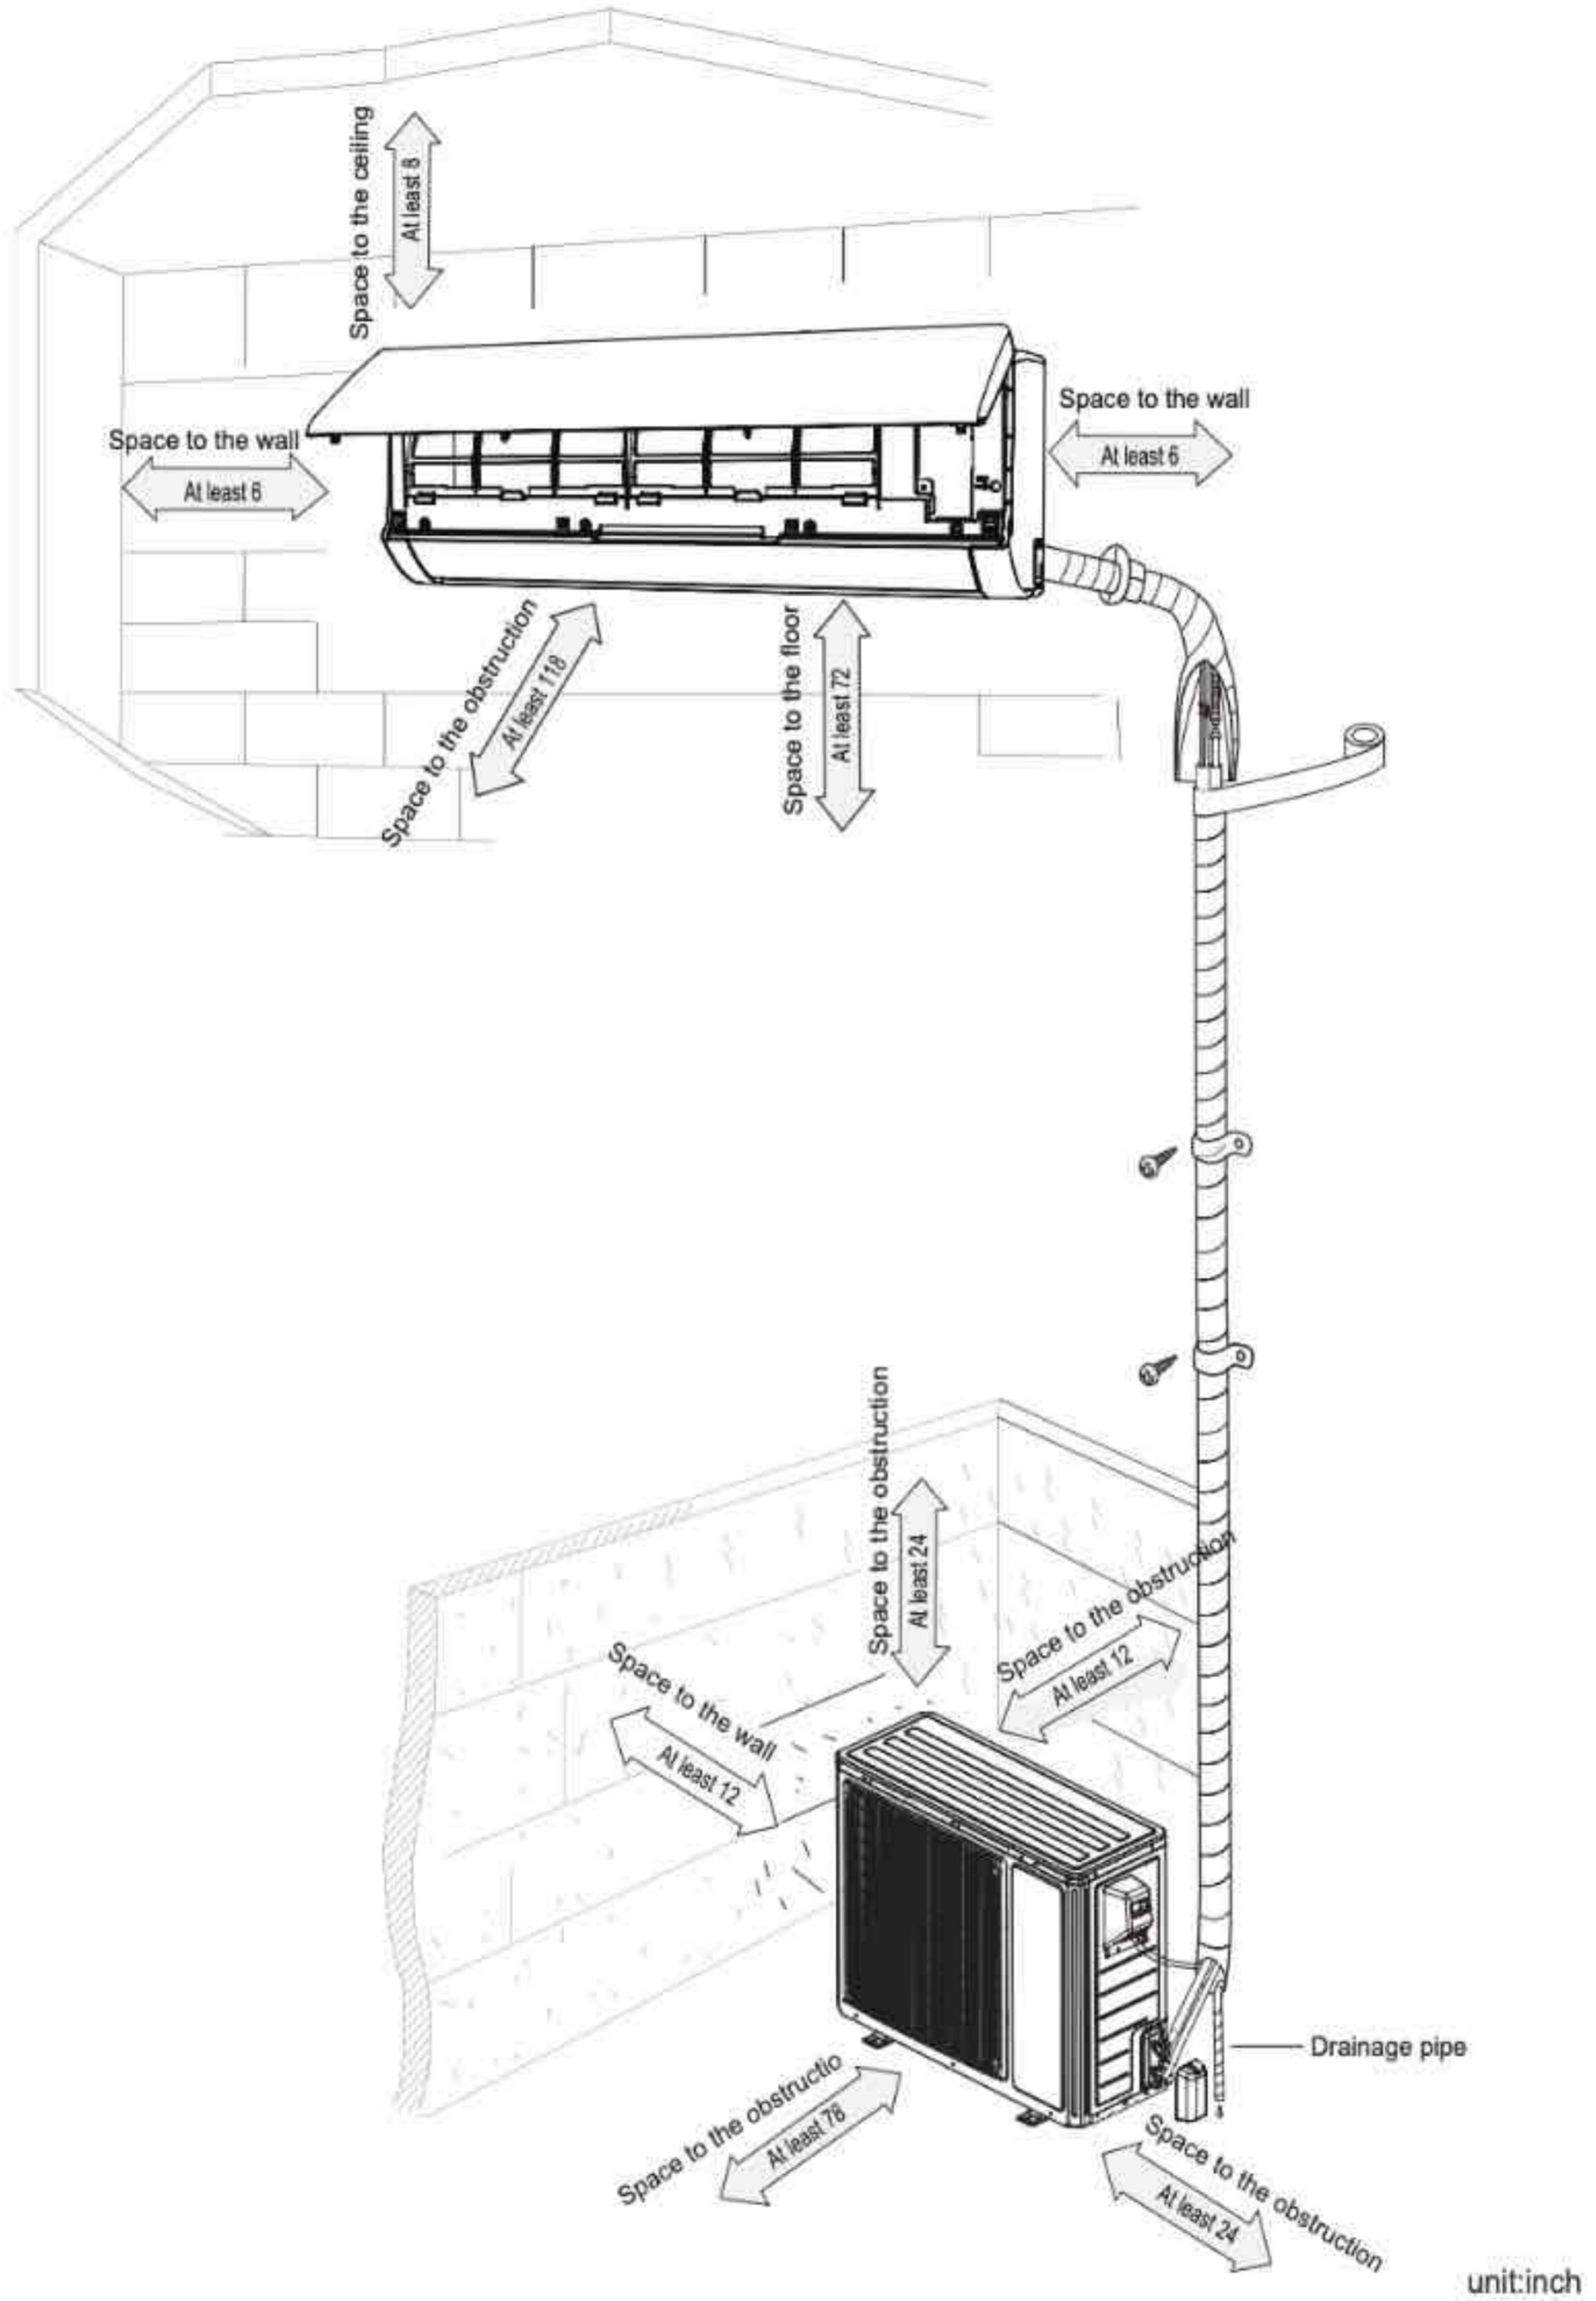 Space to the ceiling
At least 8
Space to the wall
At least 6
Space to the wall
At least 6
Space to the obstruction
At least 118
Space to the floor
At least 72
Space to the obstruction
At least 24
Space to the obstruction
At least 12
Space to the wall
At least 12
Drainage pipe
Space to the obstructio
At least 78
Space to the obstruction
At least 24
unit:inch